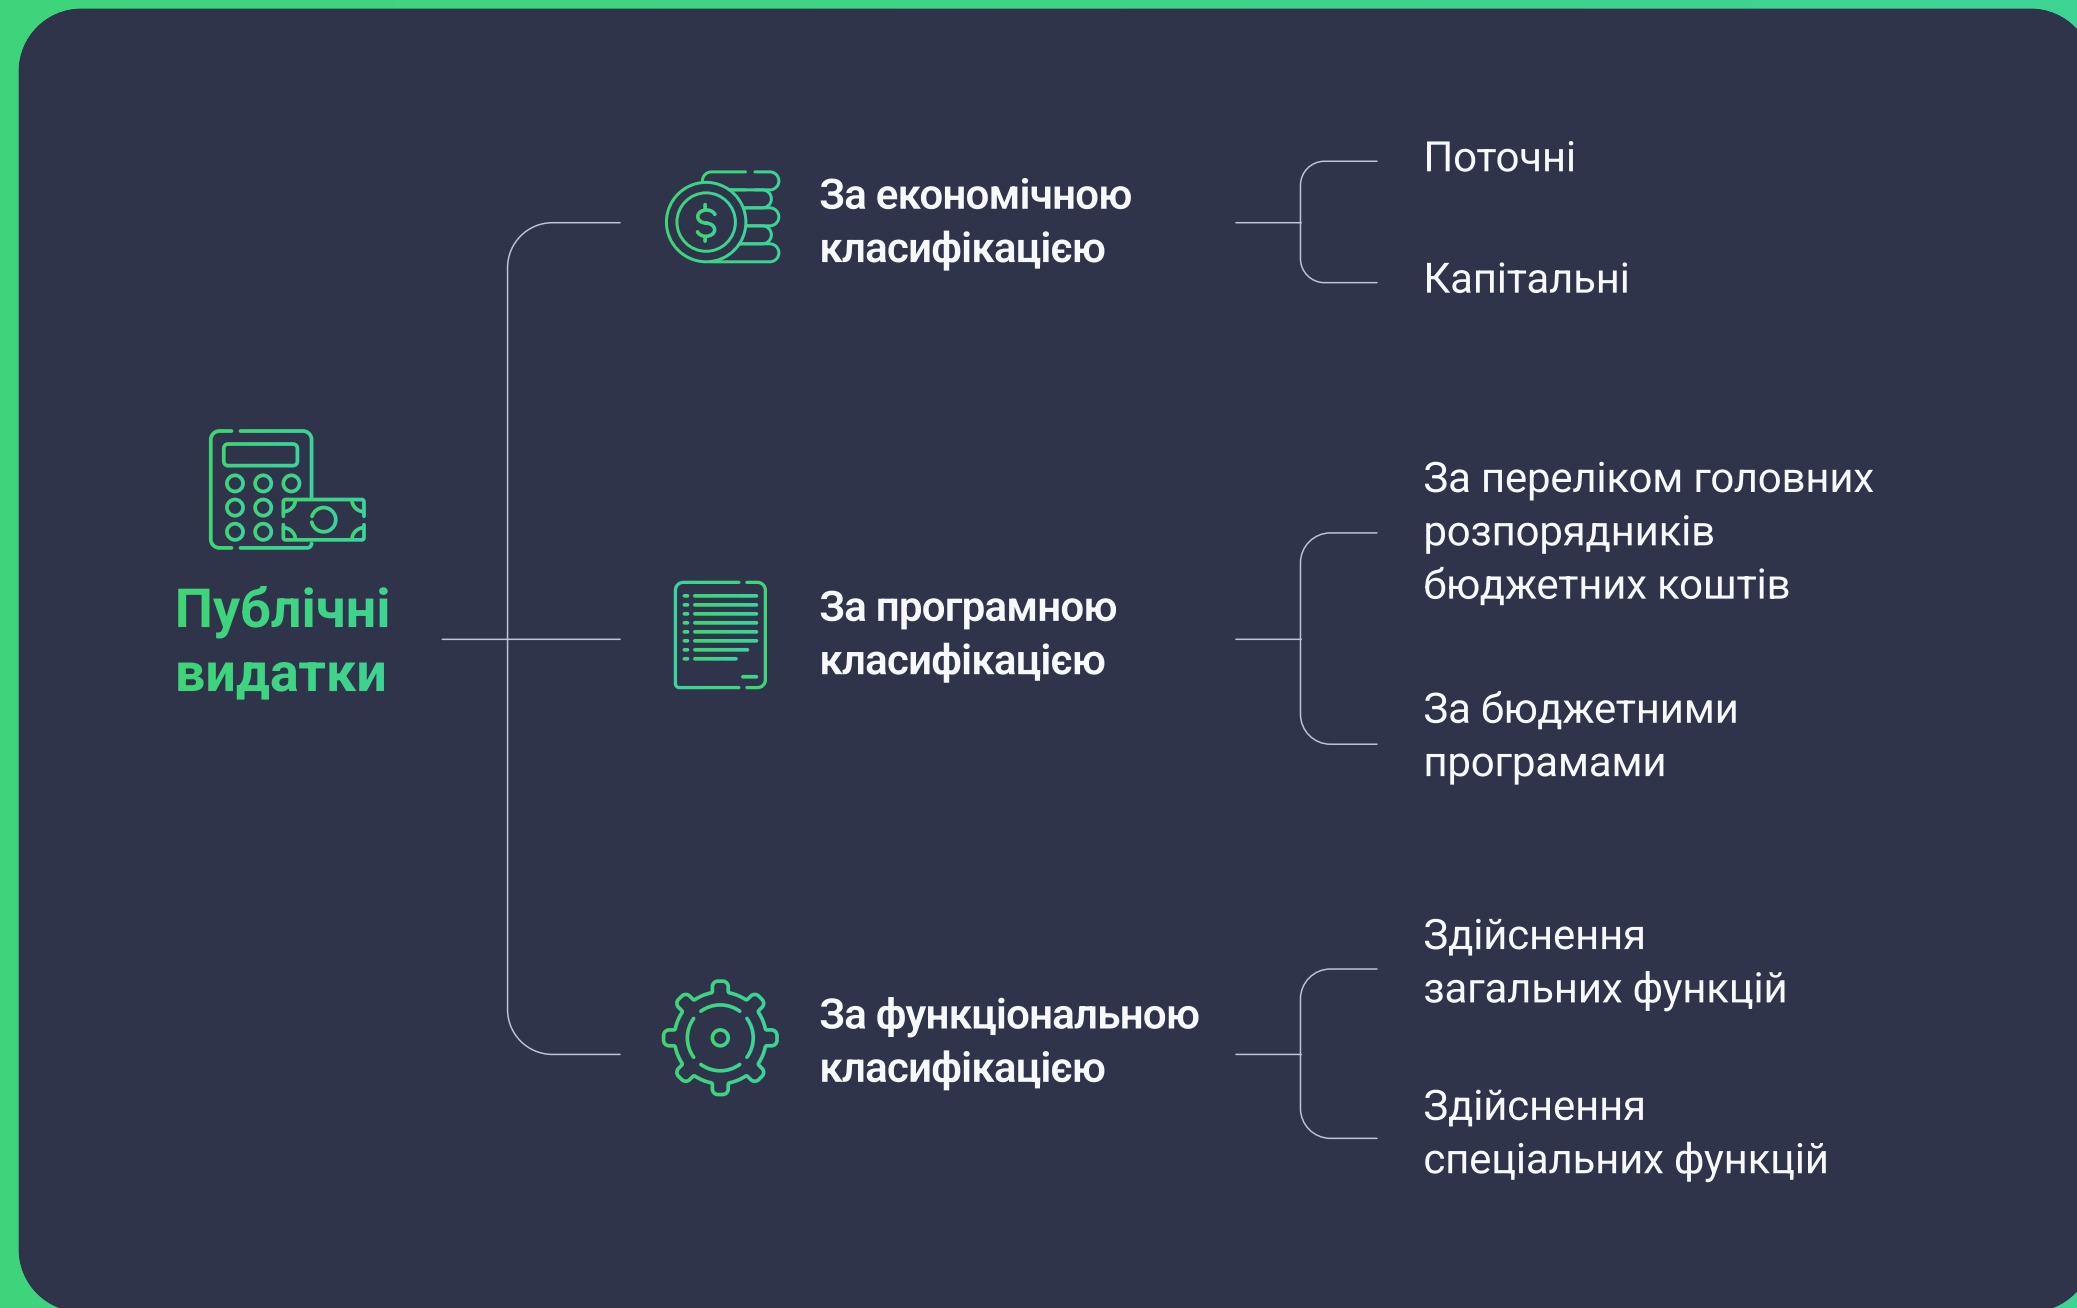 Публічні
видатки
За економічною
класифікацією
Поточні
Капітальні
За програмною
класифікацією
За переліком головних
розпорядників
бюджетних коштів
За бюджетними
програмами
За функціональною
класифікацією
Здійснення
загальних функцій
Здійснення
спеціальних функцій